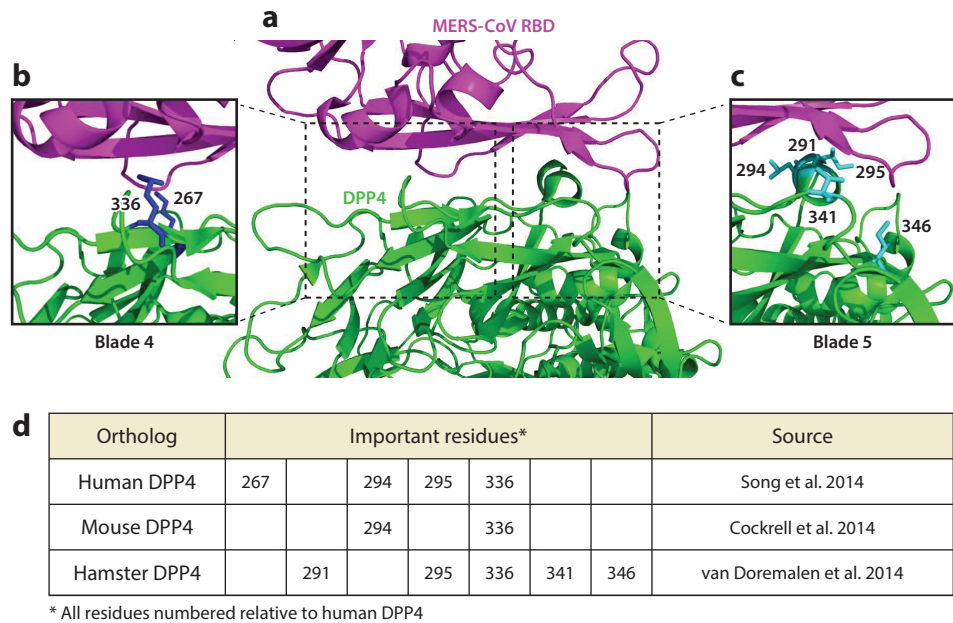 a
MERS-CoV RBD
b
c
336
267
DPP4
291
294
295
341
346
Blade 4
Blade 5
d
Ortholog Important residues* Source
Human DPP4 267 294 295 336 Song et al. 2014
Mouse DPP4 294 336 Cockrell et al. 2014
Hamster DPP4 291 295 336 341 346 van Doremalen et al. 2014
* All residues numbered relative to human DPP4